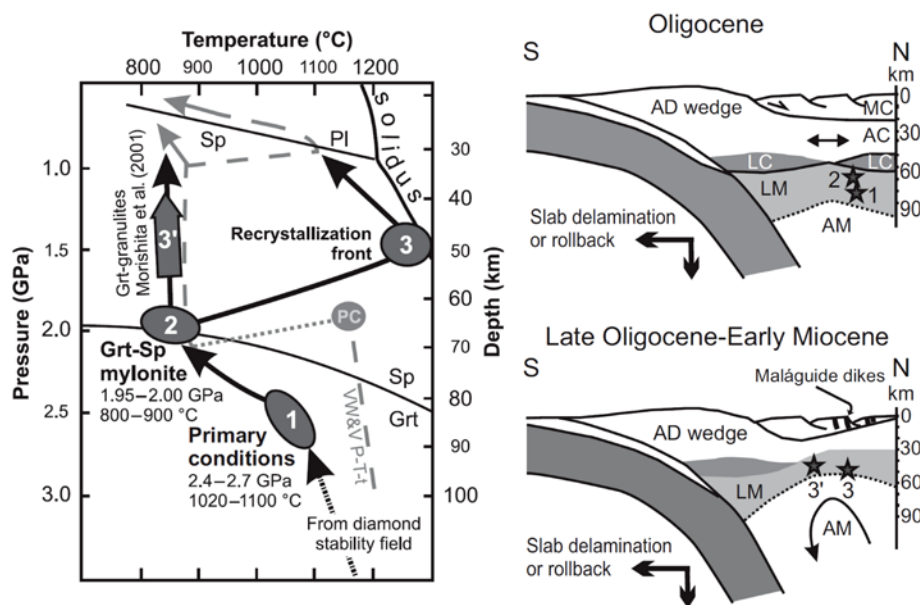 Temperature (°C)
800 900 1000 1100 1200
Pressure (GPa)
1.0
1.5
2.0
2.5
3.0
Depth (km)
30
40
50
60
70
80
90
100
solidus
Sp
Pl
Grt-granulites
Morishita et al. (2001)
3'
Recrystallization
front
3
2
PC
Grt-Sp
mylonite
1.95–2.00 GPa
800–900 °C
Sp
Grt
VW&V P-T-t
1
Primary
conditions
2.4–2.7 GPa
1020–1100 °C
From diamond
stability field
Oligocene
S
N
km
0
30
60
90
AD wedge
MC
AC
LC
LC
LM
2
1
AM
Slab delamination
or rollback
Late Oligocene-Early Miocene
S
N
Maláguide dikes
km
0
30
60
90
AD wedge
LM
3'
3
AM
Slab delamination
or rollback